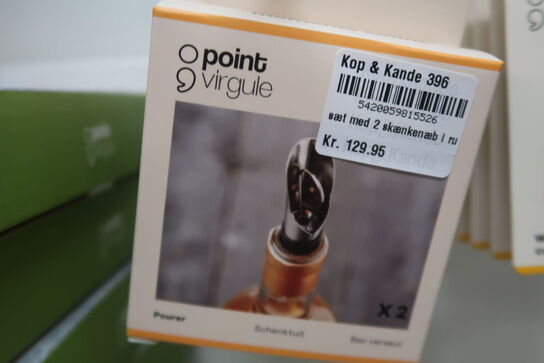 point
virgule
Kop & Kande 396
5420059815526
sæt med 2 skænkenæb i ru
Kr. 129.95
X 2
Pourer
Schenktuit
Bec verseur